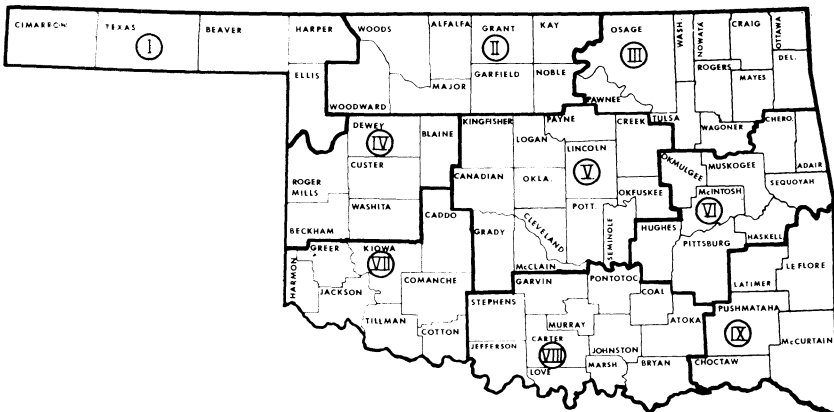 CIMARRON
TEXAS
I
BEAVER
HARPER
ELLIS
WOODS
ALFALFA
GRANT
II
KAY
MAJOR
GARFIELD
NOBLE
WOODWARD
OSAGE
III
PAWNEE
WASH.
NOWATA
CRAIG
OTTAWA
ROGERS
MAYES
DEL.
TULSA
WAGONER
CHERO.
ADAIR
DEWEY
IV
BLAINE
CUSTER
ROGER
MILLS
WASHITA
BECKHAM
KINGFISHER
LOGAN
PAYNE
CREEK
LINCOLN
V
CANADIAN
OKLA.
OKFUSKEE
POTT.
CLEVELAND
SEMINOLE
GRADY
McCLAIN
OKMULGEE
MUSKOGEE
SEQUOYAH
McINTOSH
VI
HUGHES
HASKELL
PITTSBURG
CADDO
KIOWA
VII
GREER
HARMON
JACKSON
COMANCHE
TILLMAN
COTTON
GARVIN
PONTOTOC
STEPHENS
COAL
MURRAY
ATOKA
CARTER
VIII
JEFFERSON
JOHNSTON
LOVE
MARSH.
BRYAN
LATIMER
LEFLORE
PUSHMATAHA
IX
McCURTAIN
CHOCTAW